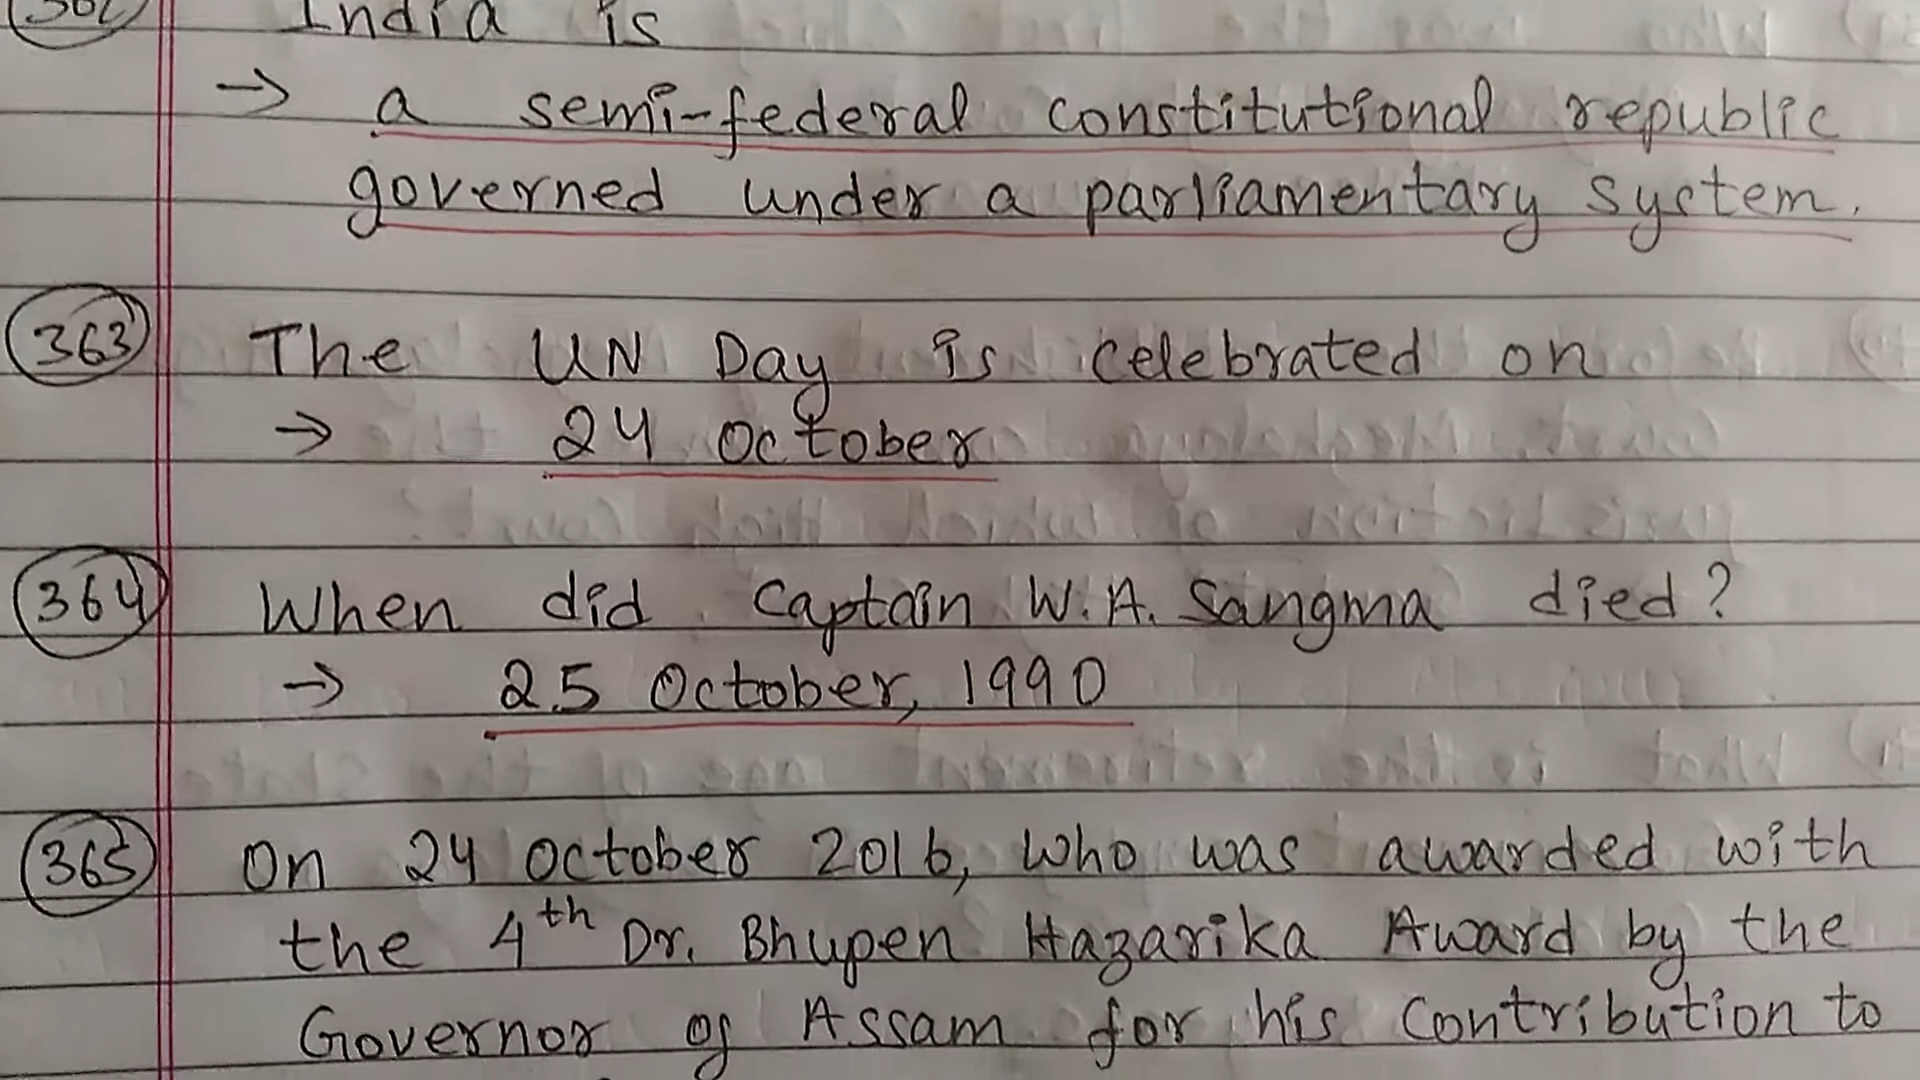 India is
→ a semi-federal constitutional republic
governed under a parliamentary system.
363 The UN Day is celebrated on
→ 24 October
364 When did Captain W.A. Sangma died?
→ 25 October, 1990
365 On 24 October 2016, who was awarded with
the 4th Dr. Bhupen Hazarika Award by the
Governor of Assam for his contribution to